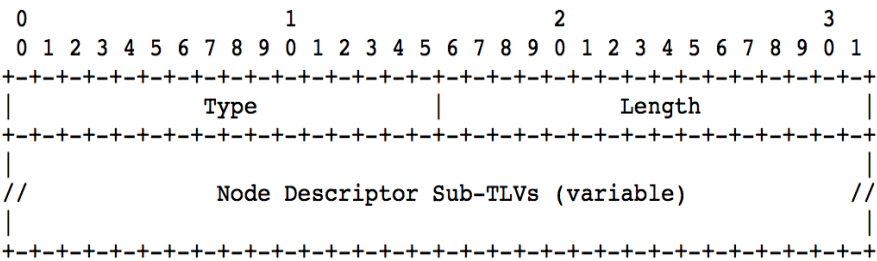 0                   1                   2                   3
 0 1 2 3 4 5 6 7 8 9 0 1 2 3 4 5 6 7 8 9 0 1 2 3 4 5 6 7 8 9 0 1
+-+-+-+-+-+-+-+-+-+-+-+-+-+-+-+-+-+-+-+-+-+-+-+-+-+-+-+-+-+-+-+-+
|              Type             |             Length            |
+-+-+-+-+-+-+-+-+-+-+-+-+-+-+-+-+-+-+-+-+-+-+-+-+-+-+-+-+-+-+-+-+
|                                                               |
//              Node Descriptor Sub-TLVs (variable)            //
|                                                               |
+-+-+-+-+-+-+-+-+-+-+-+-+-+-+-+-+-+-+-+-+-+-+-+-+-+-+-+-+-+-+-+-+